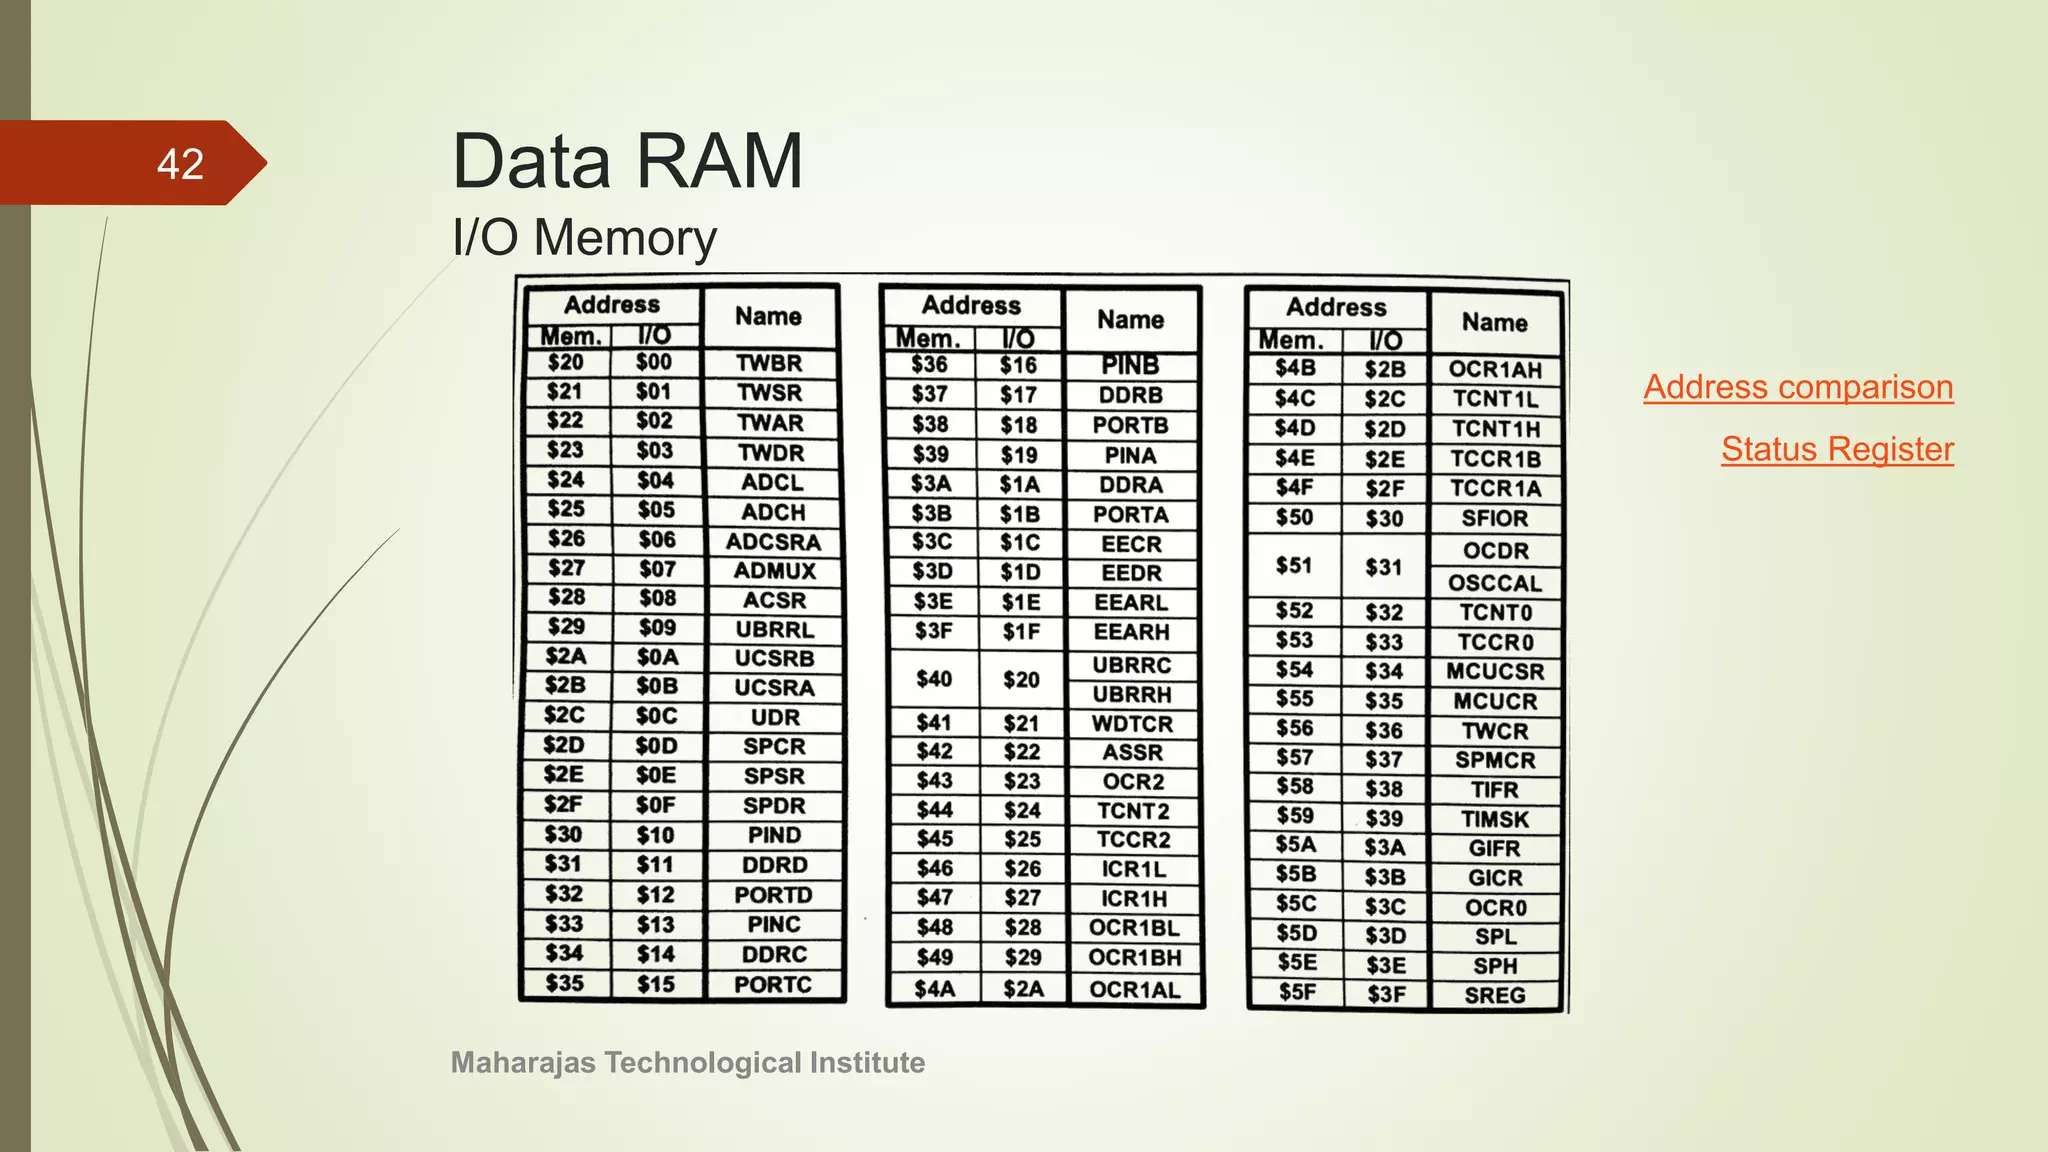 42
Data RAM
I/O Memory
Address Name
Mem. I/O
$20 $00 TWBR
$21 $01 TWSR
$22 $02 TWAR
$23 $03 TWDR
$24 $04 ADCL
$25 $05 ADCH
$26 $06 ADCSRA
$27 $07 ADMUX
$28 $08 ACSR
$29 $09 UBRRL
$2A $0A UCSRB
$2B $0B UCSRA
$2C $0C UDR
$2D $0D SPCR
$2E $0E SPSR
$2F $0F SPDR
$30 $10 PIND
$31 $11 DDRD
$32 $12 PORTD
$33 $13 PINC
$34 $14 DDRC
$35 $15 PORTC
Address Name
Mem. I/O
$36 $16 PINB
$37 $17 DDRB
$38 $18 PORTB
$39 $19 PINA
$3A $1A DDRA
$3B $1B PORTA
$3C $1C EECR
$3D $1D EEDR
$3E $1E EEARL
$3F $1F EEARH
$40 $20 UBRRC
UBRRH
$41 $21 WDTCR
$42 $22 ASSR
$43 $23 OCR2
$44 $24 TCNT2
$45 $25 TCCR2
$46 $26 ICR1L
$47 $27 ICR1H
$48 $28 OCR1BL
$49 $29 OCR1BH
$4A $2A OCR1AL
Address Name
Mem. I/O
$4B $2B OCR1AH
$4C $2C TCNT1L
$4D $2D TCNT1H
$4E $2E TCCR1B
$4F $2F TCCR1A
$50 $30 SFIOR
$51 $31 OCDR
OSCCAL
$52 $32 TCNT0
$53 $33 TCCR0
$54 $34 MCUCSR
$55 $35 MCUCR
$56 $36 TWCR
$57 $37 SPMCR
$58 $38 TIFR
$59 $39 TIMSK
$5A $3A GIFR
$5B $3B GICR
$5C $3C OCR0
$5D $3D SPL
$5E $3E SPH
$5F $3F SREG
Address comparison
Status Register
Maharajas Technological Institute